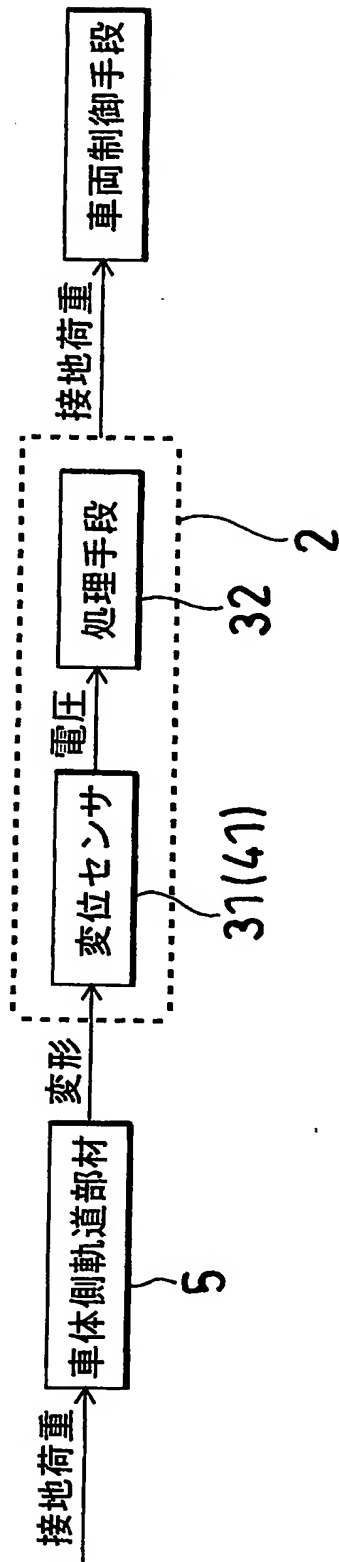 接地荷重
車体側軌道部材
5
変形
変位センサ
31(41)
電圧
処理手段
32
2
接地荷重
車両制御手段